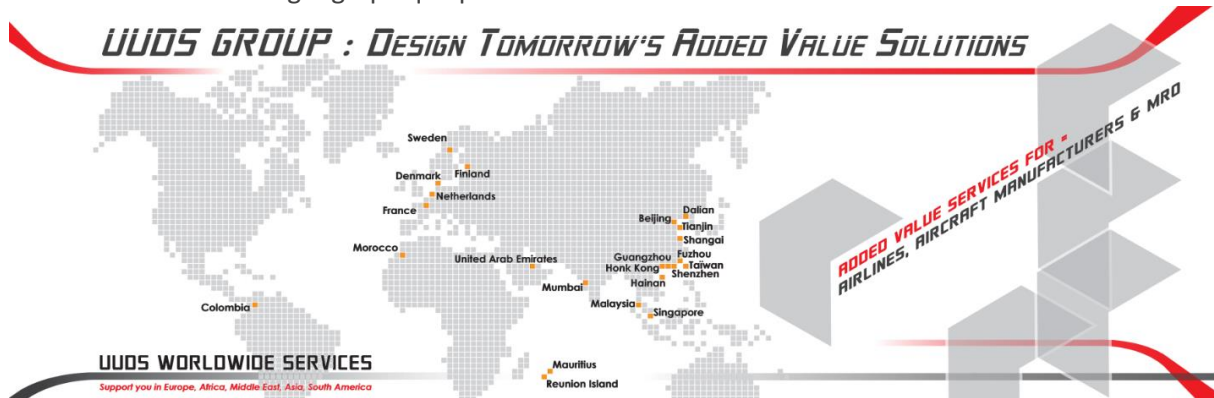 UUDS GROUP : DESIGN TOMORROW'S ADDED VALUE SOLUTIONS
Sweden
Denmark
Finland
Netherlands
France
Morocco
United Arab Emirates
Mumbai
Colombia
Dalian
Beijing
Tianjin
Shangai
Fuzhou
Guangzhou
Taïwan
Honk Kong
Shenzhen
Hainan
Malaysia
Singapore
Mauritius
Reunion Island
ADDED VALUE SERVICES FOR -
AIRLINES, AIRCRAFT MANUFACTURERS & MRO
UUDS WORLDWIDE SERVICES
Support you in Europe, Africa, Middle East, Asia, South America